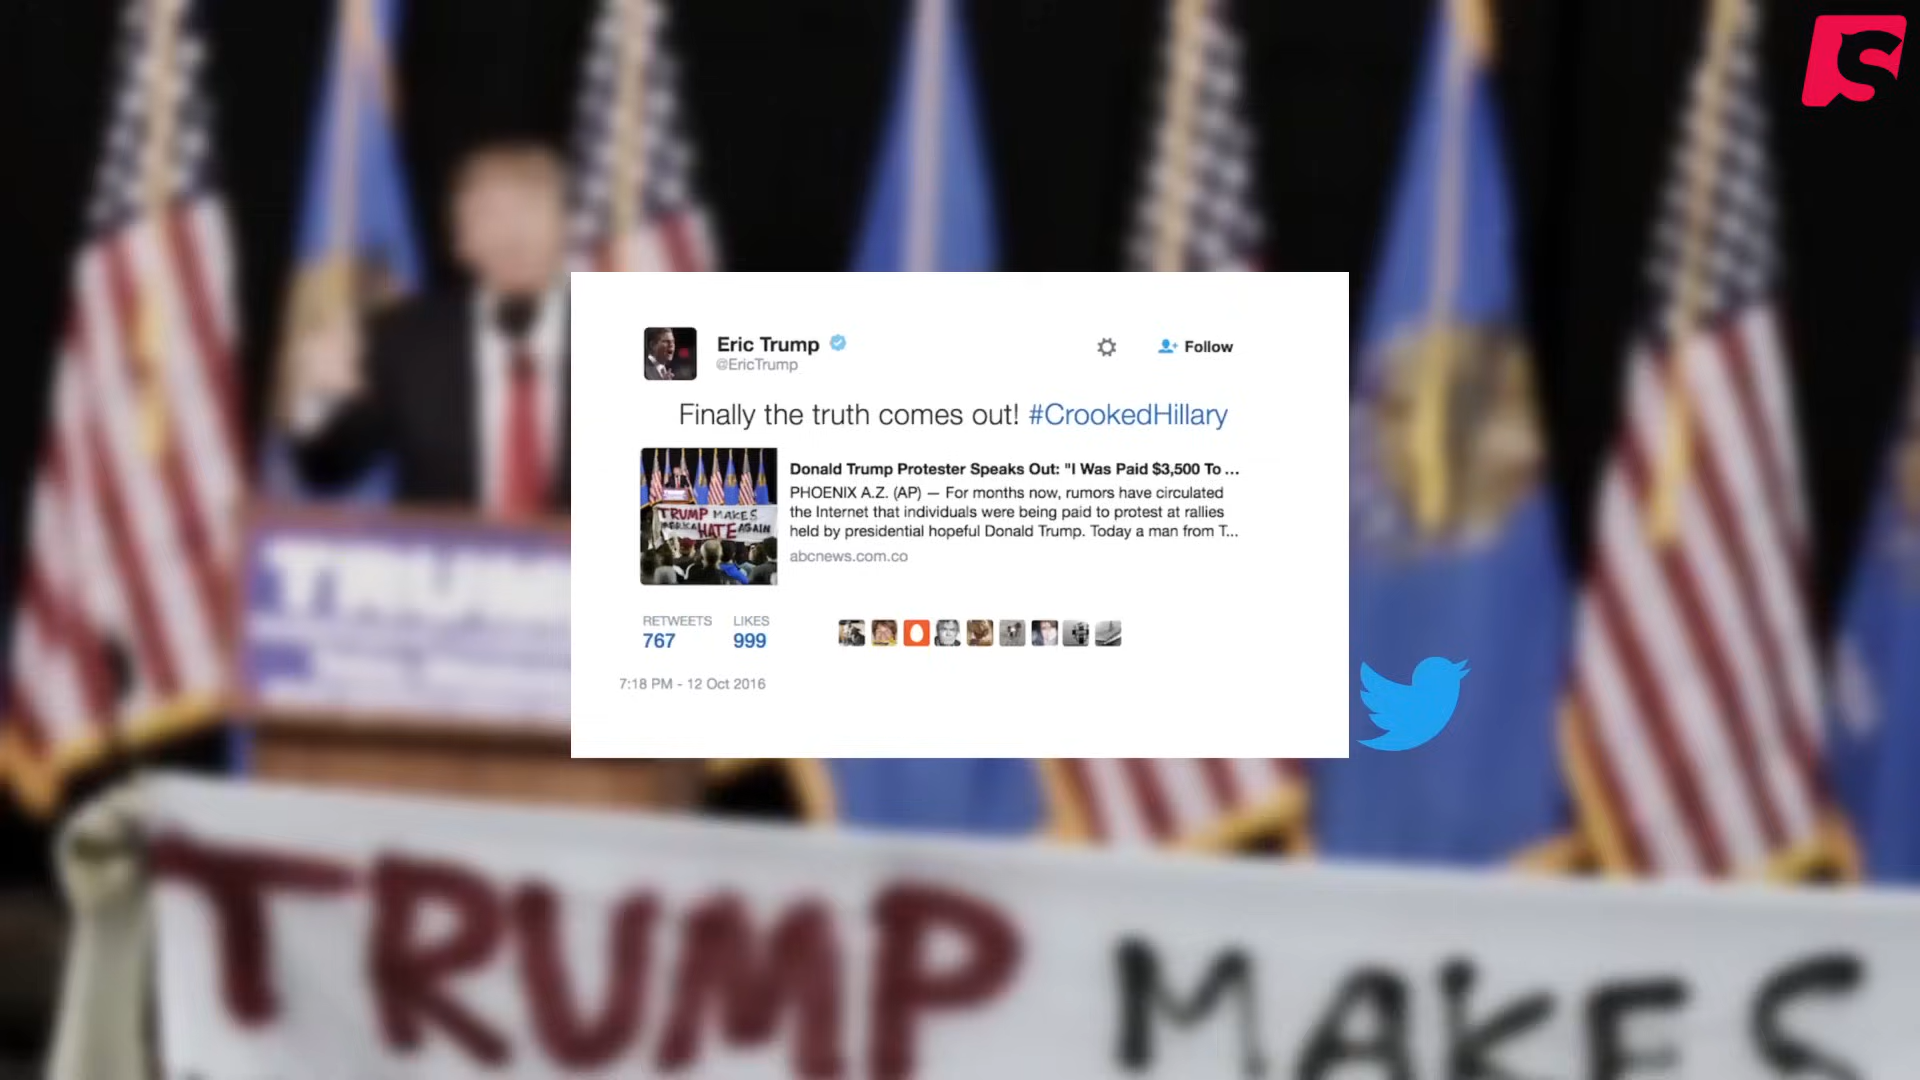 Eric Trump
@EricTrump
Follow
Finally the truth comes out! #CrookedHillary
Donald Trump Protester Speaks Out: "I Was Paid $3,500 To ...
PHOENIX A.Z. (AP) — For months now, rumors have circulated
the Internet that individuals were being paid to protest at rallies
held by presidential hopeful Donald Trump. Today a man from T...
abcnews.com.co
TRUMP MAKES
HATE AGAIN
RETWEETS LIKES
767 999
7:18 PM - 12 Oct 2016
TRUMP
TRUMP MAKES